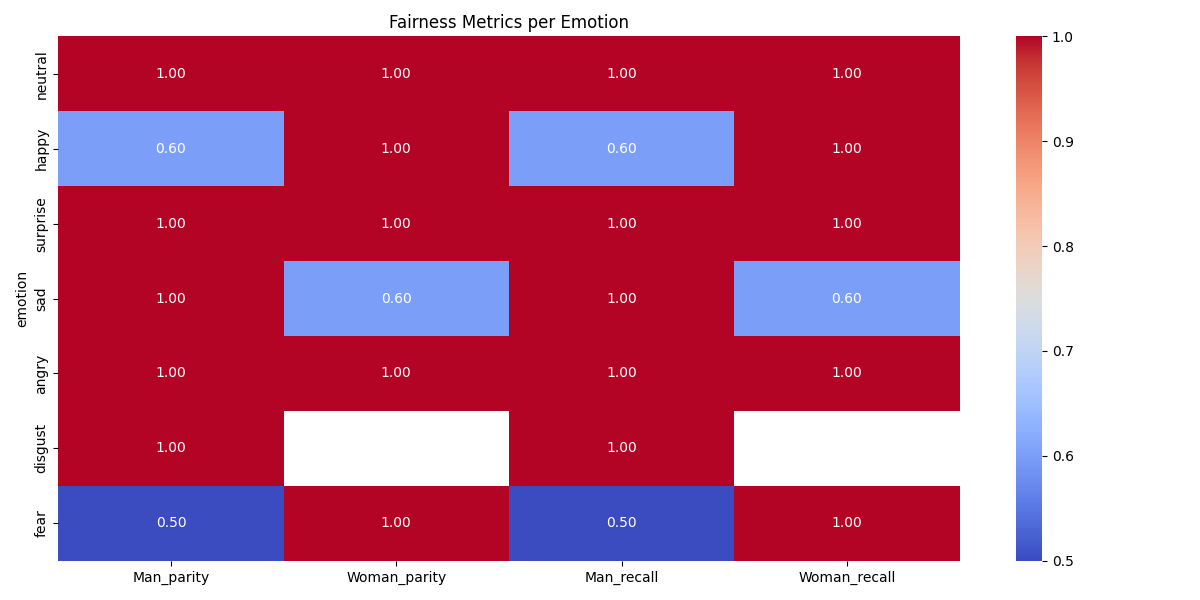 Fairness Metrics per Emotion
emotion
neutral 1.00 1.00 1.00 1.00
happy 0.60 1.00 0.60 1.00
surprise 1.00 1.00 1.00 1.00
sad 1.00 0.60 1.00 0.60
angry 1.00 1.00 1.00 1.00
disgust 1.00 1.00
fear 0.50 1.00 0.50 1.00
Man_parity Woman_parity Man_recall Woman_recall
1.0
0.9
0.8
0.7
0.6
0.5